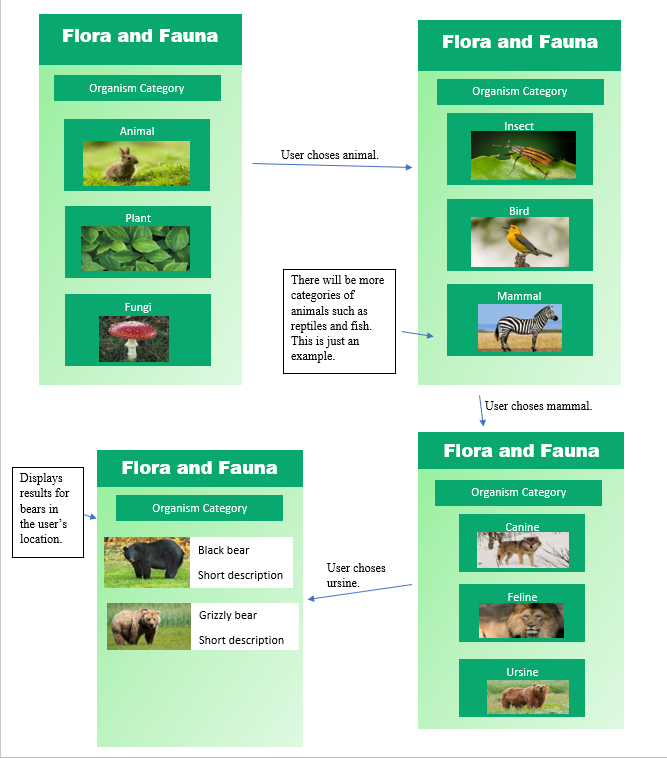 Flora and Fauna
Organism Category
Animal
Plant
Fungi
User choses animal.
Flora and Fauna
Organism Category
Insect
Bird
Mammal
There will be more
categories of
animals such as
reptiles and fish.
This is just an
example.
User choses mammal.
Flora and Fauna
Organism Category
Canine
Feline
Ursine
User choses
ursine.
Flora and Fauna
Organism Category
Black bear
Short description
Grizzly bear
Short description
Displays
results for
bears in
the user’s
location.